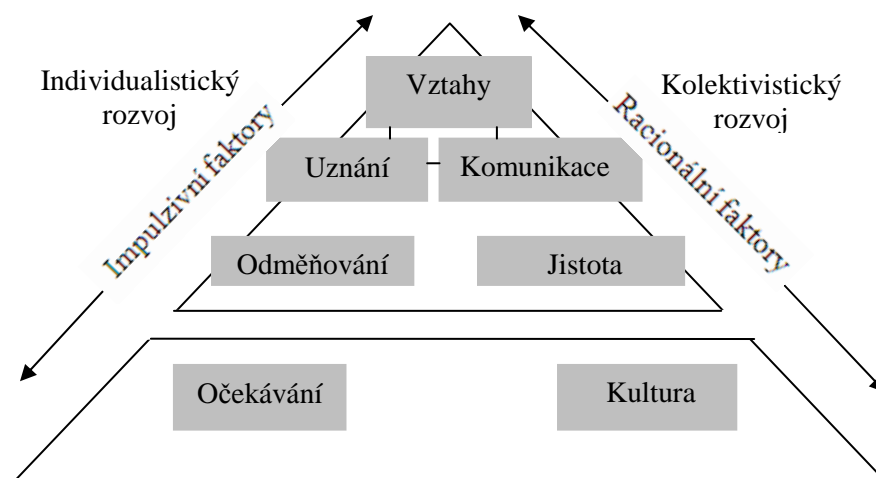 Vztahy
Individualistický
rozvoj
Kolektivistický
rozvoj
Impulzivní faktory
Racionální faktory
Uznání
Komunikace
Odměňování
Jistota
Očekávání
Kultura